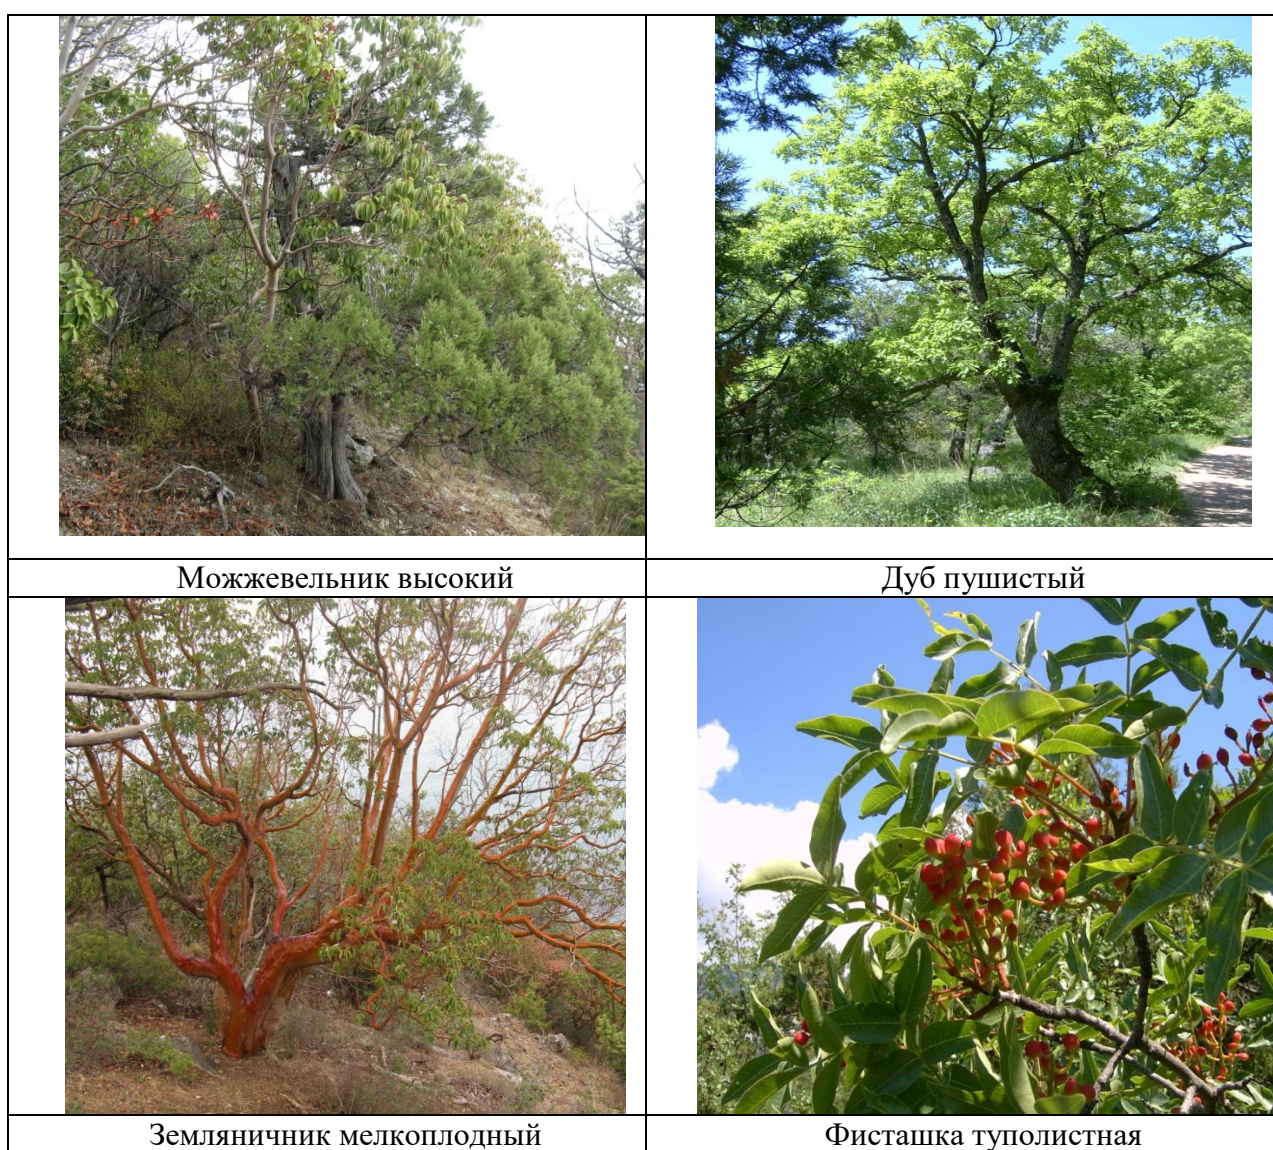 Можжевельник высокий
Дуб пушистый
Земляничник мелкоплодный
Фисташка туполистная